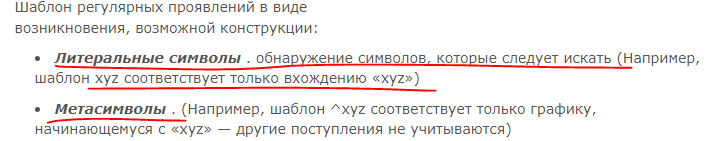 Шаблон регулярных проявлений в виде
возникновения, возможной конструкции:
• Литеральные символы . обнаружение символов, которые следует искать (Например,
шаблон xyz соответствует только вхождению «xyz»)
• Метасимволы . (Например, шаблон ^xyz соответствует только графику,
начинающемуся с «xyz» — другие поступления не учитываются)